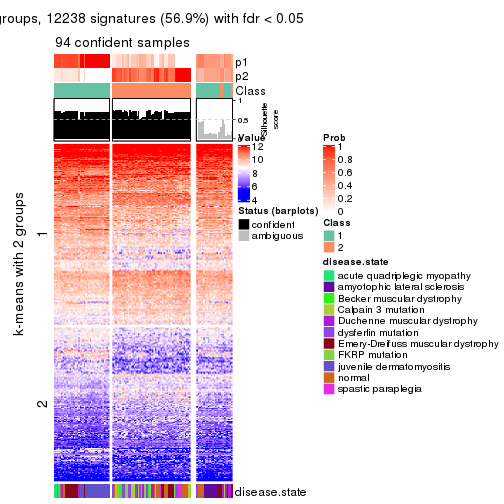 groups, 12238 signatures (56.9%) with fdr < 0.05
94 confident samples
p1
p2
Class
1
0.5
0
Silhouette
score
k-means with 2 groups
1
2
Value
12
10
8
6
4
Status (barplots)
confident
ambiguous
Prob
1
0.8
0.6
0.4
0.2
0
Class
1
2
disease.state
acute quadriplegic myopathy
amyotophic lateral sclerosis
Becker muscular dystrophy
Calpain 3 mutation
Duchenne muscular dystrophy
dysferlin mutation
Emery-Dreifuss muscular dystrophy
FKRP mutation
juvenile dermatomyositis
normal
spastic paraplegia
disease.state